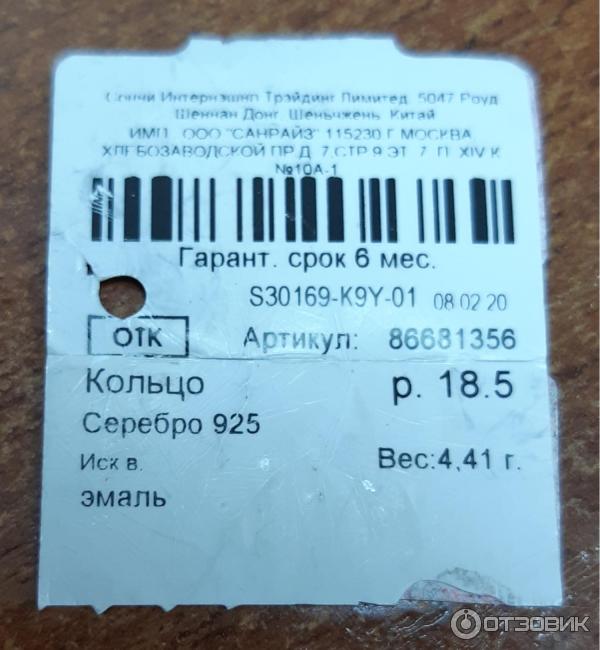 Сончи Интернэшнл Трэйдинг Лимитед, 5047 Роуд
Шеннан Донг, Шеньчжень, Китай
ИМП. ООО "САНРАЙЗ" 115230 Г. МОСКВА
ХЛЕБОЗАВОДСКОЙ ПР.Д. 7,СТР.9 ЭТ. 7, П. XIV К.
№10А-1
Гарант. срок 6 мес.
S30169-K9Y-01 08.02.20
ОТК Артикул: 86681356
Кольцо р. 18.5
Серебро 925
Иск в. Вес:4,41 г.
эмаль
ОТЗОВИК